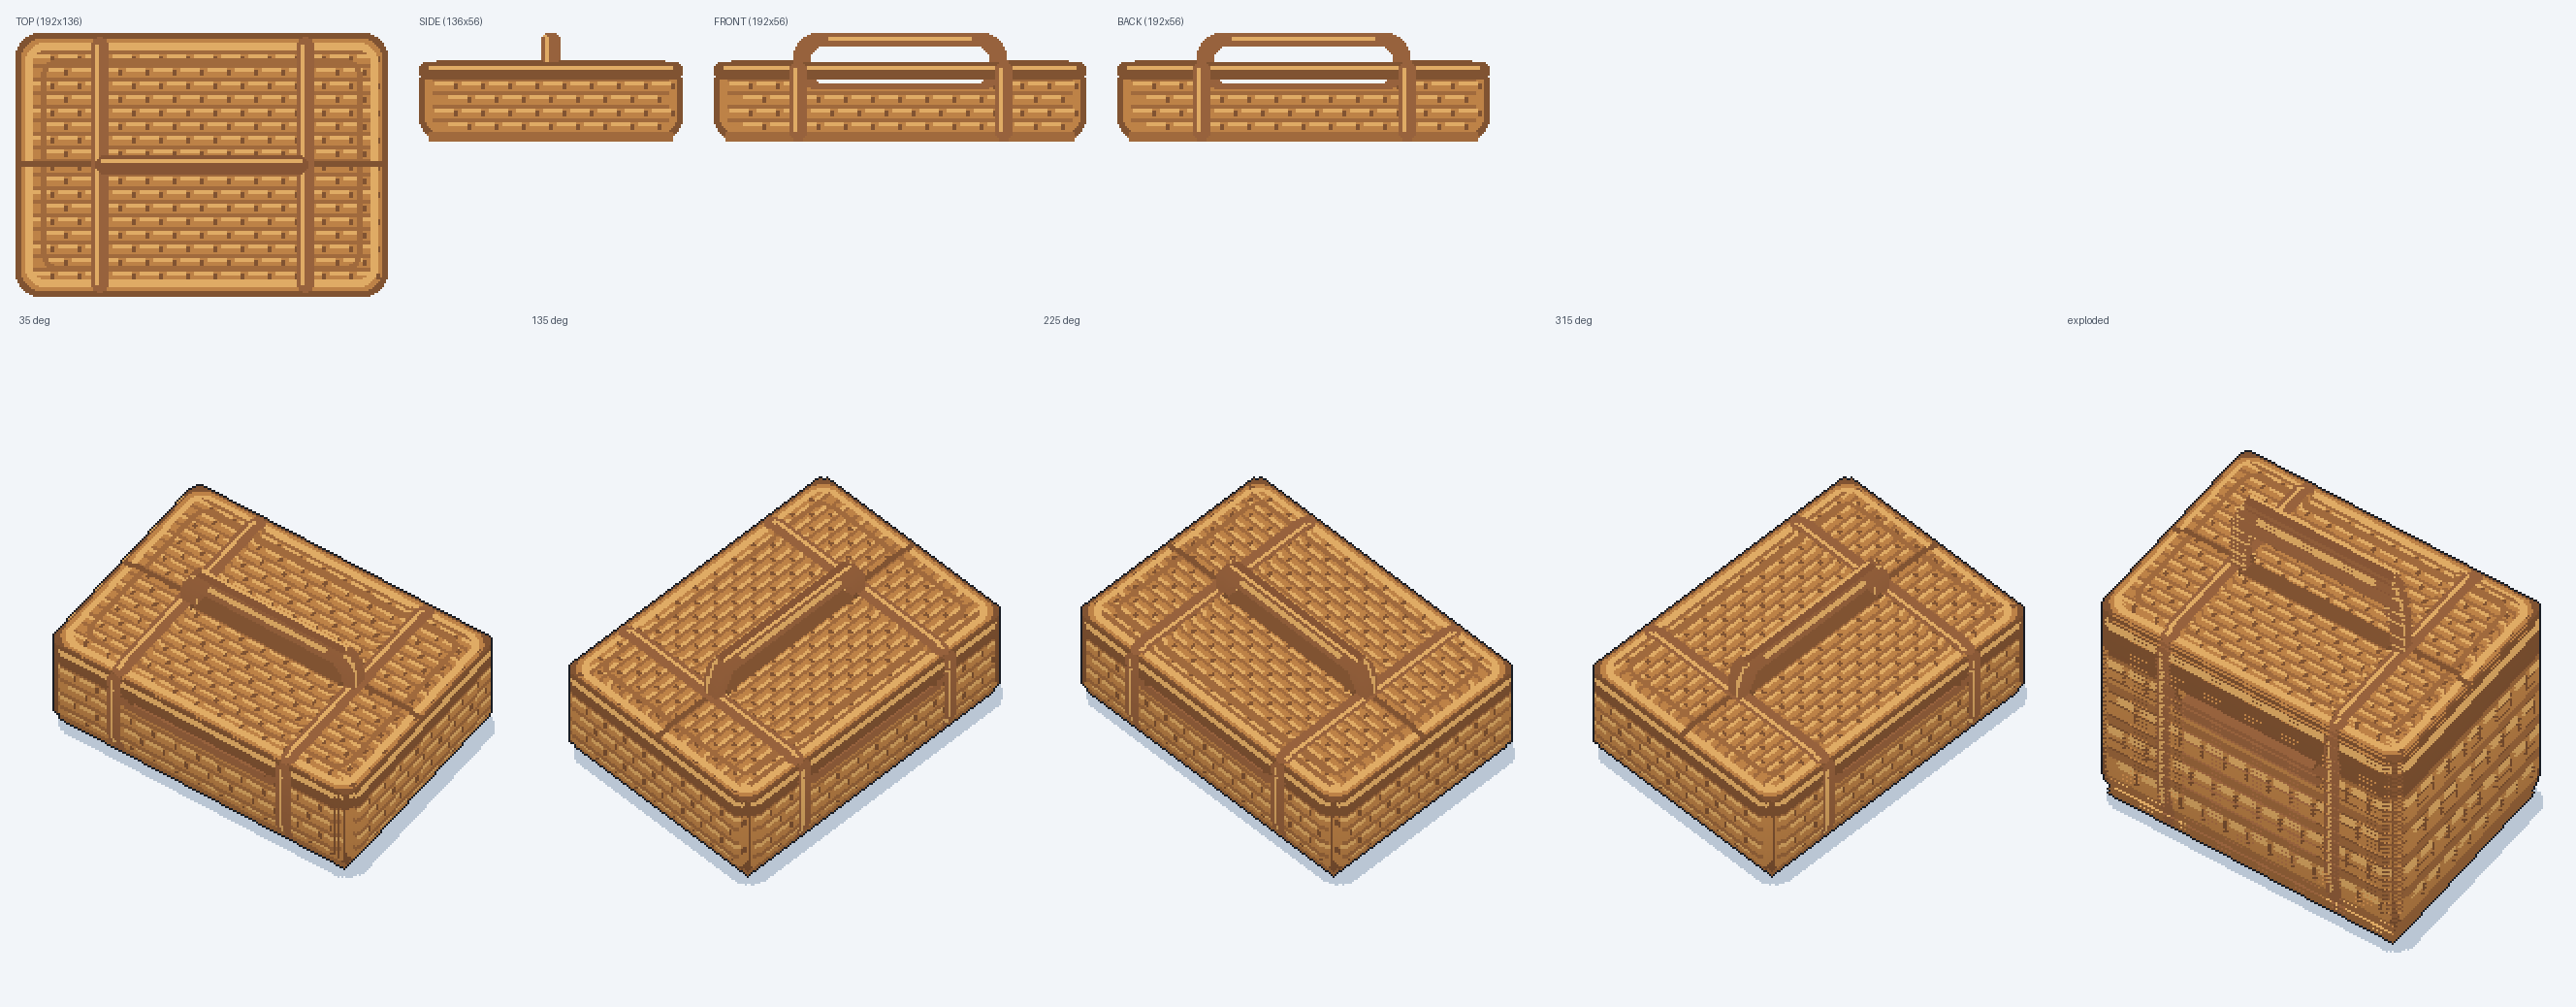 TOP (192x136)
SIDE (136x56)
FRONT (192x56)
BACK (192x56)
35 deg
135 deg
225 deg
315 deg
exploded